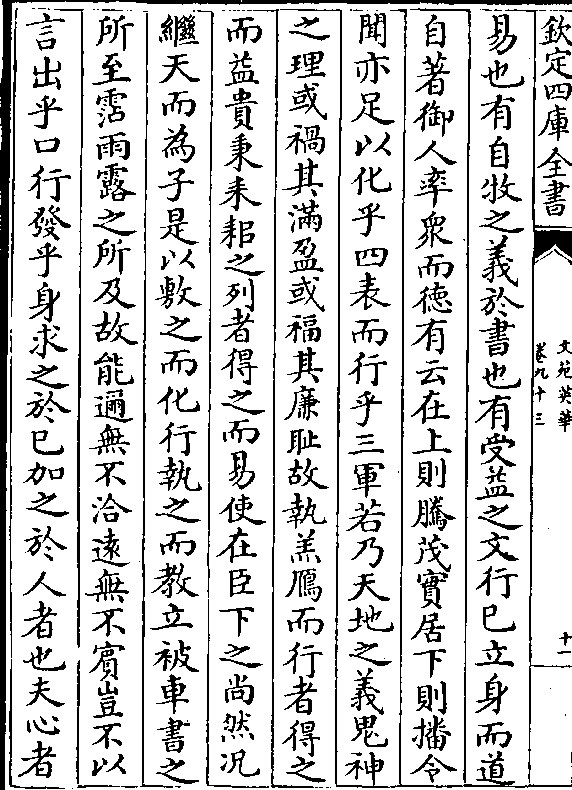 欽定四庫全書
文苑英華
卷九十三
十一
易也有自牧之義於書也有受益之文行已立身而道
自著御人率衆而德有云在上則騰茂實居下則播令
聞亦足以化乎四表而行乎三軍若乃天地之義鬼神
之理或禍其滿盈或福其廉耻故執羔鴈而行者得之
而益貴秉耒耜之列者得之而易使在臣下之尚然况
繼天而為子是以敷之而化行執之而教立被車書之
所至霑雨露之所及故能邇無不洽遠無不賓豈不以
言出乎口行發乎身求之於已加之於人者也夫心者